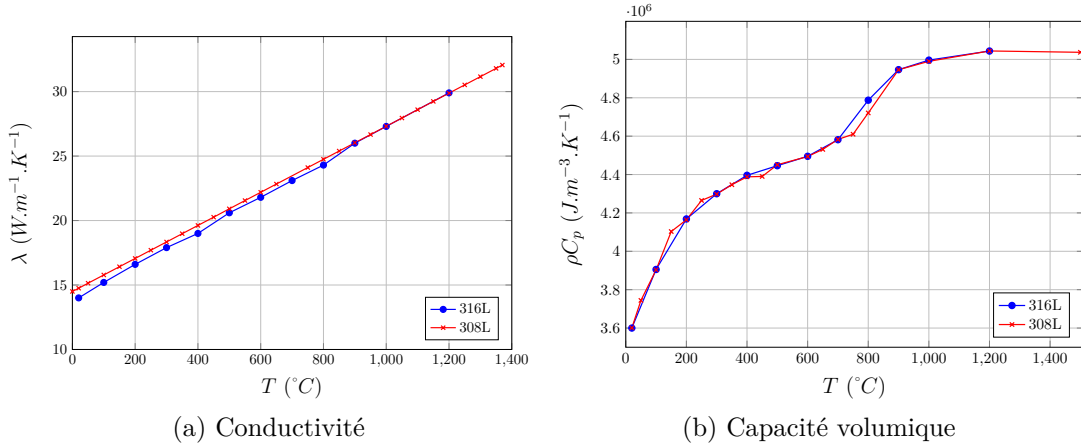 λ (W.m⁻¹.K⁻¹)
30
25
20
15
10
0 200 400 600 800 1,000 1,200 1,400
T (°C)
316L
308L
(a) Conductivité
·10⁶
ρCₚ (J.m⁻³.K⁻¹)
5
4.8
4.6
4.4
4.2
4
3.8
3.6
0 200 400 600 800 1,000 1,200 1,
T (°C)
316L
308L
(b) Capacité volumique